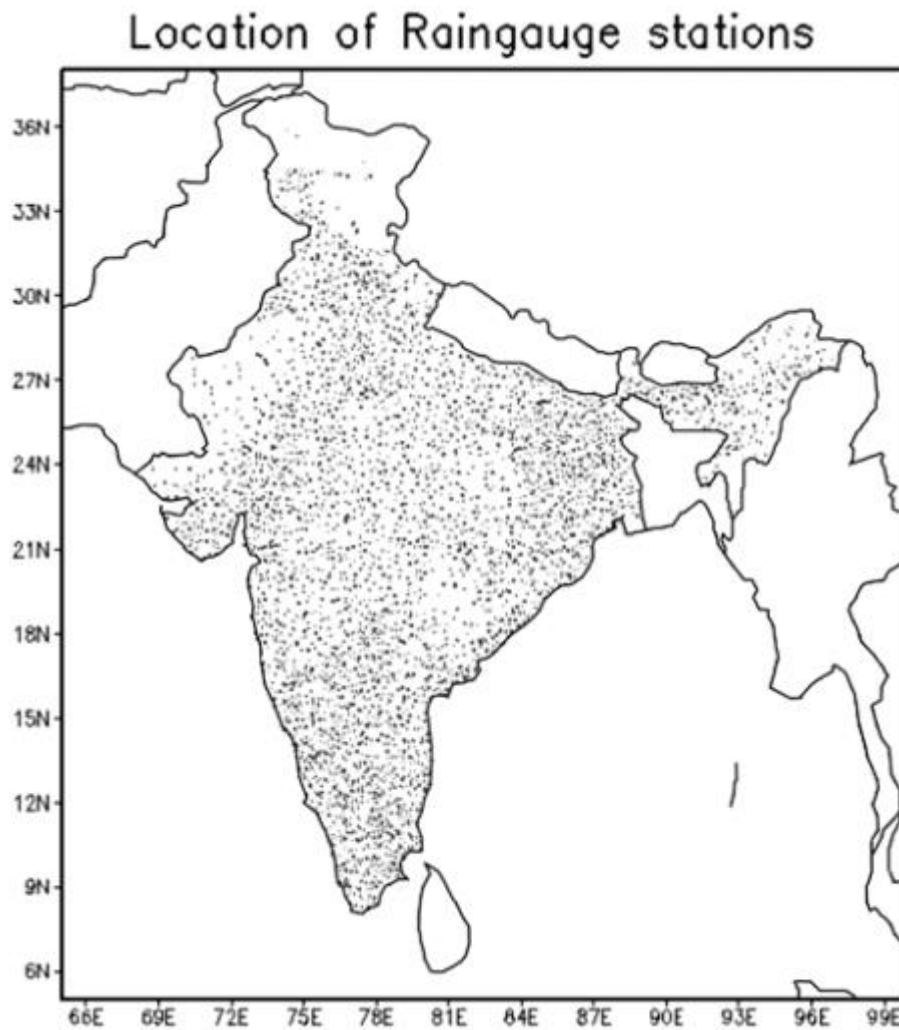 Location of Raingauge stations
36N
33N
30N
27N
24N
21N
18N
15N
12N
9N
6N
66E 69E 72E 75E 78E 81E 84E 87E 90E 93E 96E 99E